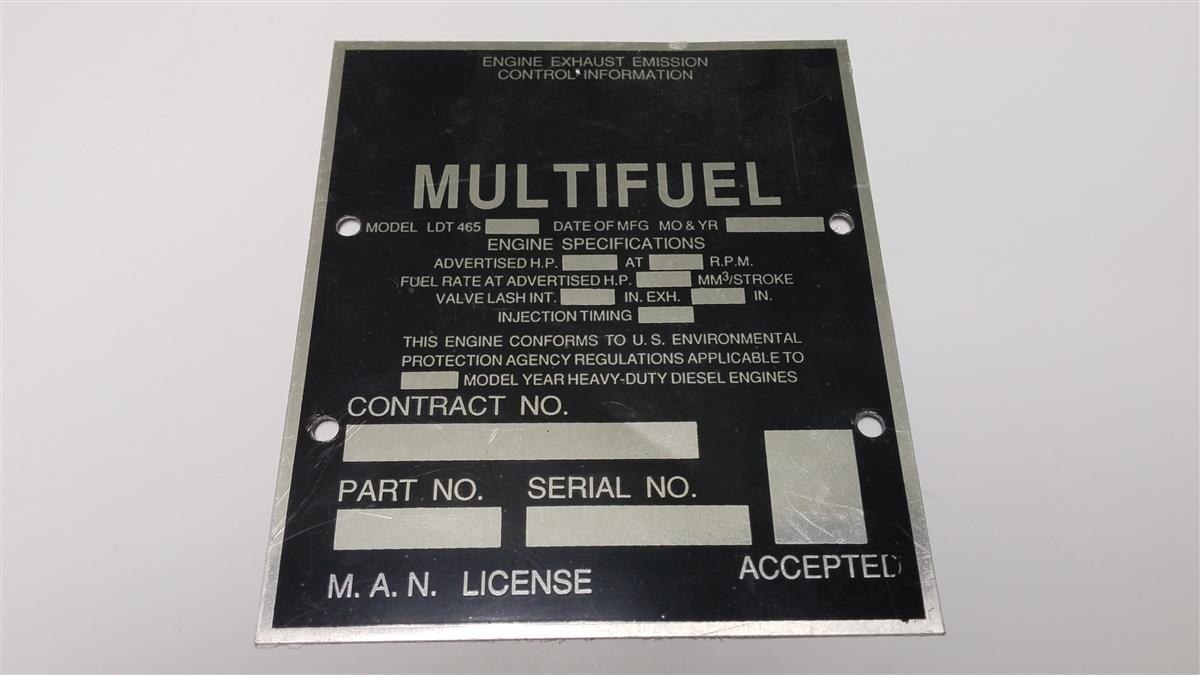 ENGINE EXHAUST EMISSION
CONTROL INFORMATION
MULTIFUEL
MODEL LDT 465 DATE OF MFG MO & YR
ENGINE SPECIFICATIONS
ADVERTISED H.P. AT R.P.M.
FUEL RATE AT ADVERTISED H.P. MM³/STROKE
VALVE LASH INT. IN. EXH. IN.
INJECTION TIMING
THIS ENGINE CONFORMS TO U.S. ENVIRONMENTAL
PROTECTION AGENCY REGULATIONS APPLICABLE TO
MODEL YEAR HEAVY-DUTY DIESEL ENGINES
CONTRACT NO.
PART NO. SERIAL NO.
M. A. N. LICENSE ACCEPTED